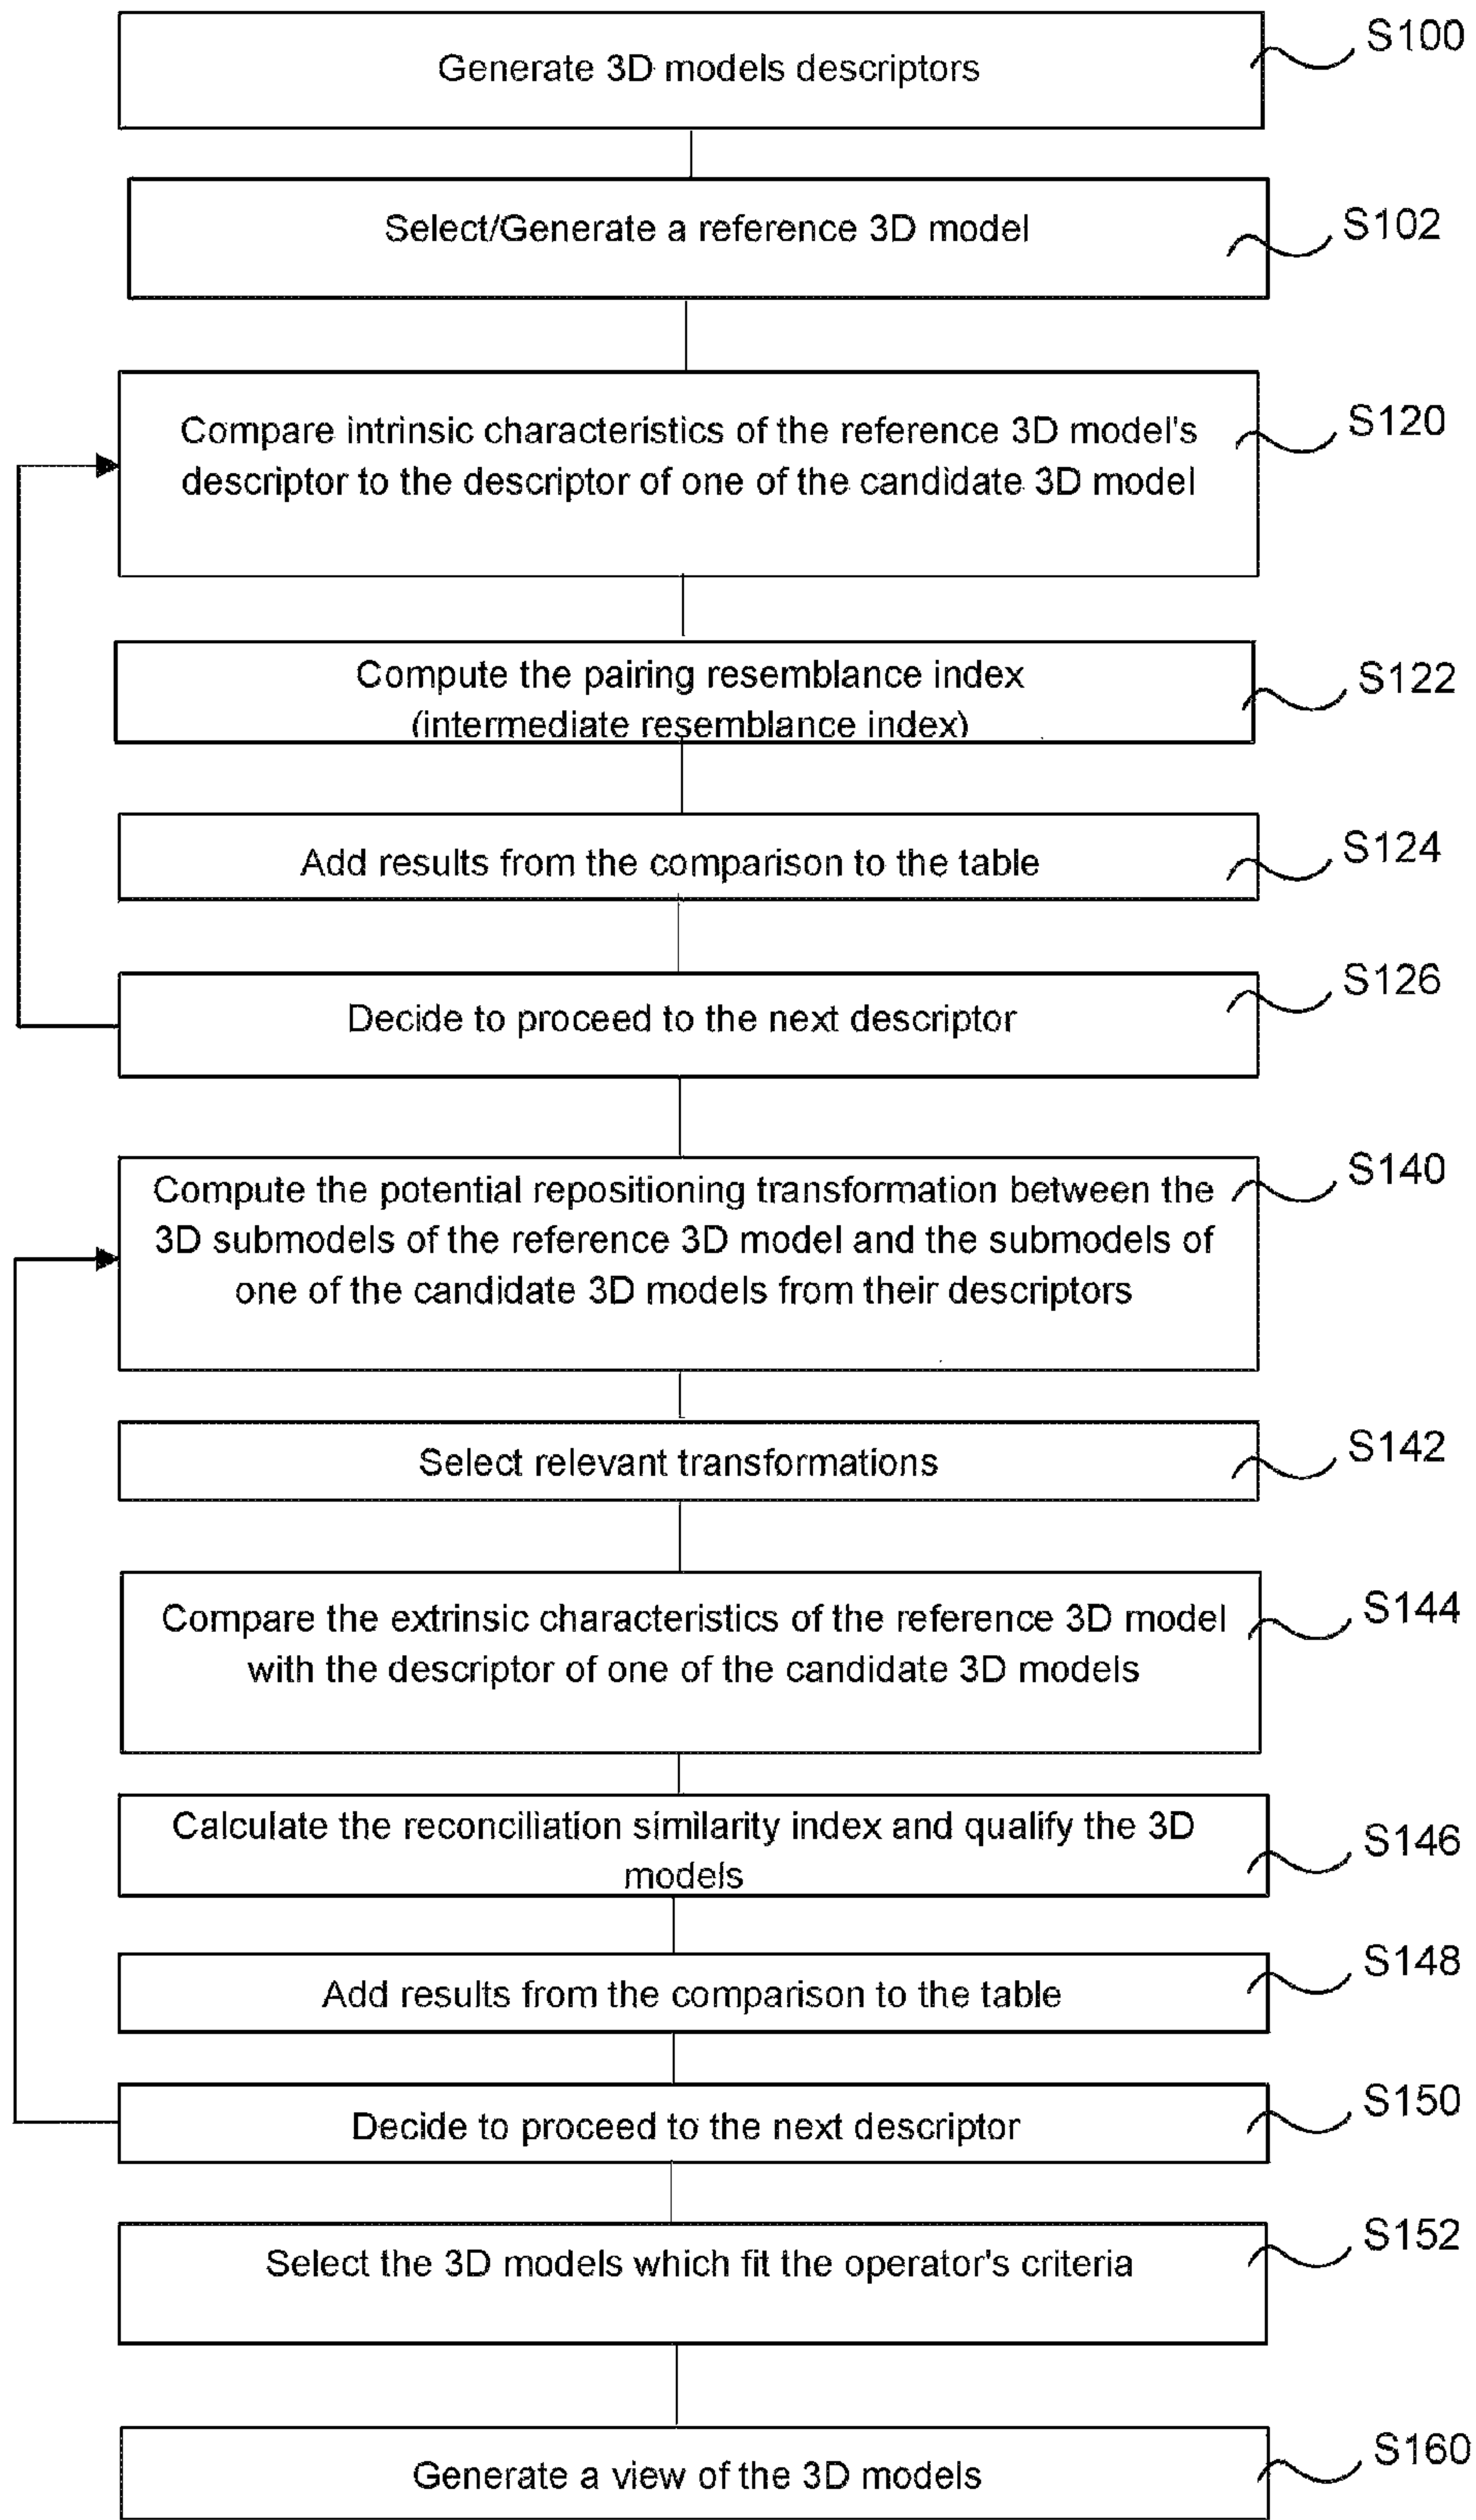 Generate 3D models descriptors
S100
Select/Generate a reference 3D model
S102
Compare intrinsic characteristics of the reference 3D model's
descriptor to the descriptor of one of the candidate 3D model
S120
Compute the pairing resemblance index
(intermediate resemblance index)
S122
Add results from the comparison to the table
S124
Decide to proceed to the next descriptor
S126
Compute the potential repositioning transformation between the
3D submodels of the reference 3D model and the submodels of
one of the candidate 3D models from their descriptors
S140
Select relevant transformations
S142
Compare the extrinsic characteristics of the reference 3D model
with the descriptor of one of the candidate 3D models
S144
Calculate the reconciliation similarity index and qualify the 3D
models
S146
Add results from the comparison to the table
S148
Decide to proceed to the next descriptor
S150
Select the 3D models which fit the operator's criteria
S152
Generate a view of the 3D models
S160